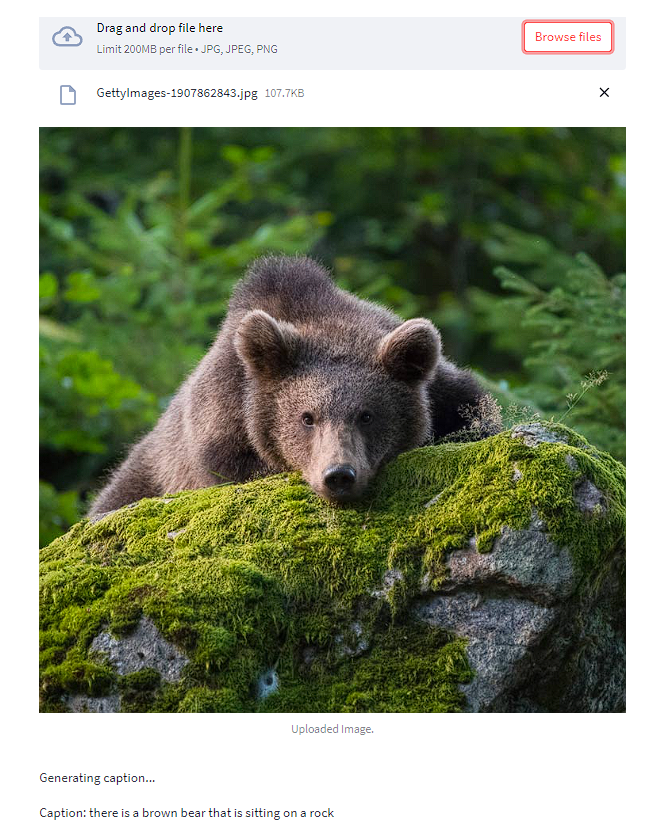 Drag and drop file here
Limit 200MB per file • JPG, JPEG, PNG
Browse files
GettyImages-1907862843.jpg 107.7KB
Uploaded Image.
Generating caption...
Caption: there is a brown bear that is sitting on a rock